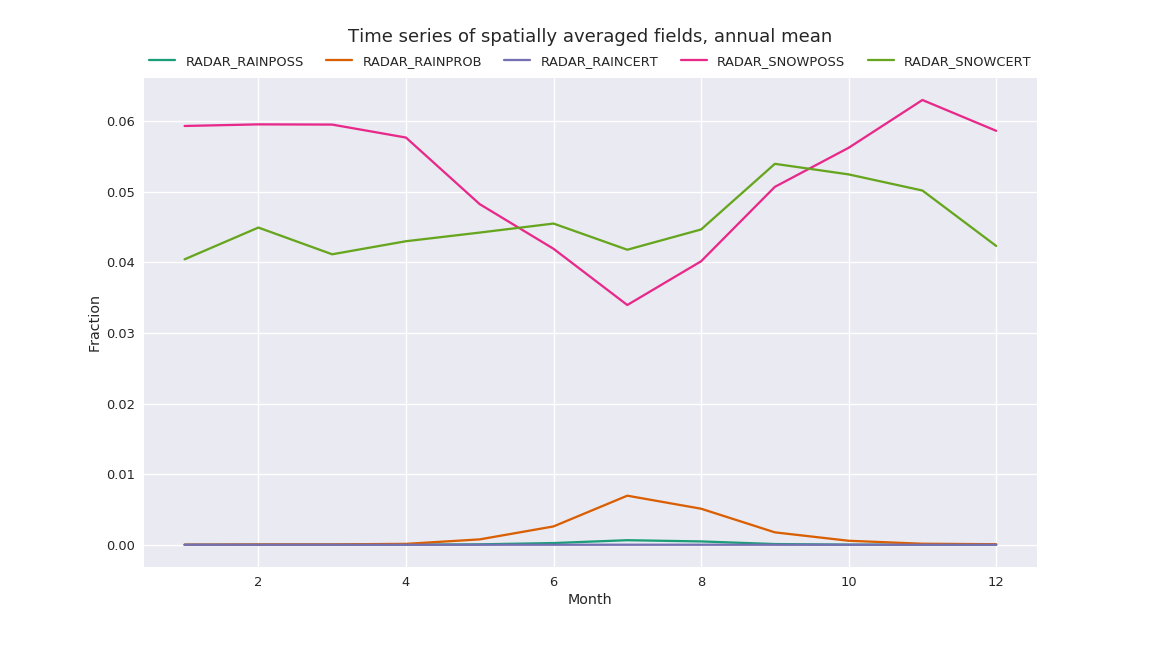 Time series of spatially averaged fields, annual mean
RADAR_RAINPOSS RADAR_RAINPROB RADAR_RAINCERT RADAR_SNOWPOSS RADAR_SNOWCERT
0.06
0.05
0.04
0.03
0.02
0.01
0.00
Fraction
2 4 6 8 10 12
Month